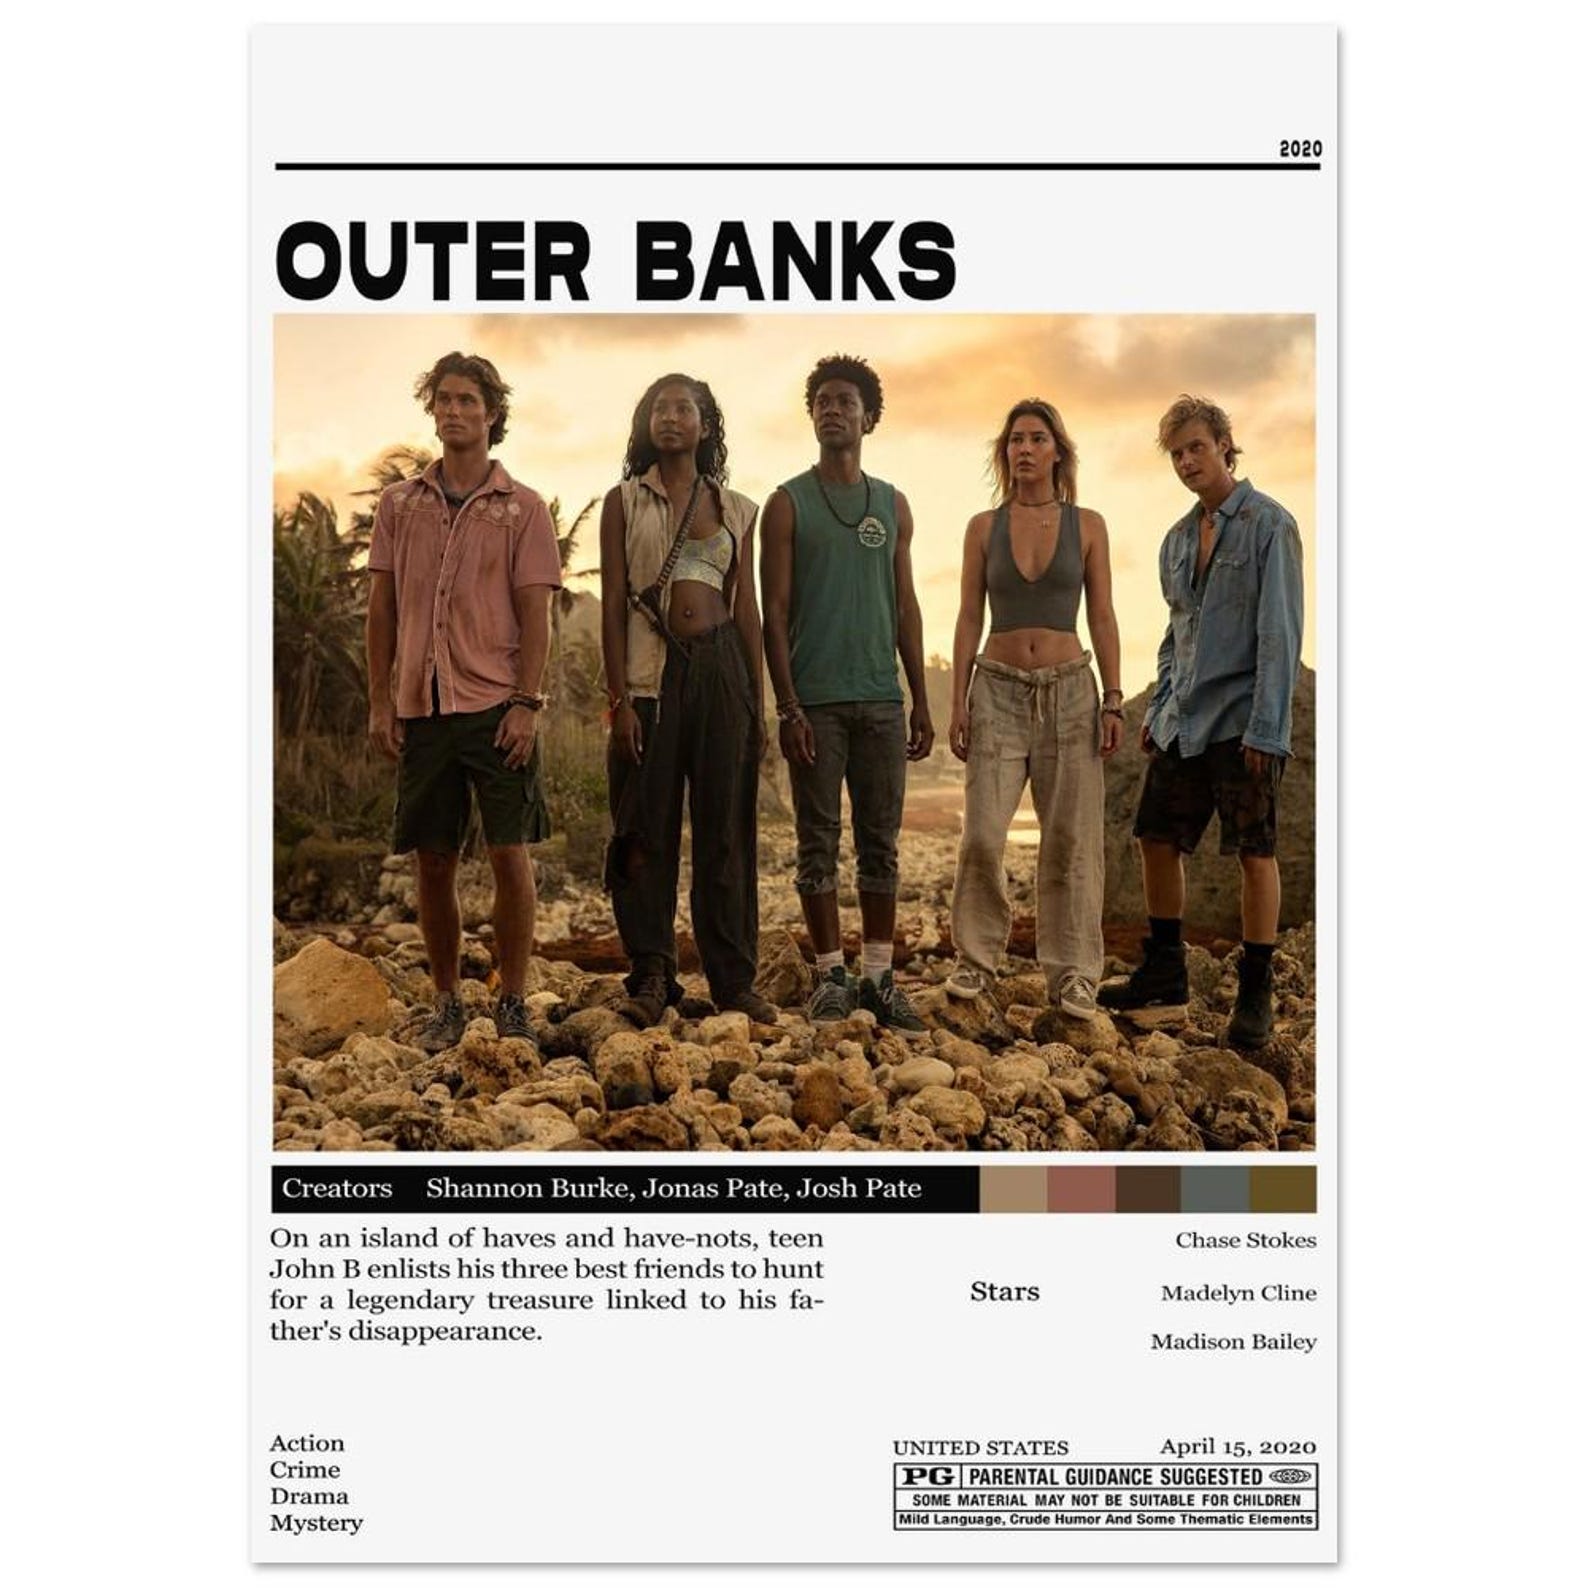 2020
OUTER BANKS
Creators Shannon Burke, Jonas Pate, Josh Pate
On an island of haves and have-nots, teen
John B enlists his three best friends to hunt
for a legendary treasure linked to his fa-
ther's disappearance.
Chase Stokes
Stars Madelyn Cline
Madison Bailey
Action
Crime
Drama
Mystery
UNITED STATES April 15, 2020
PG PARENTAL GUIDANCE SUGGESTED
SOME MATERIAL MAY NOT BE SUITABLE FOR CHILDREN
Mild Language, Crude Humor And Some Thematic Elements